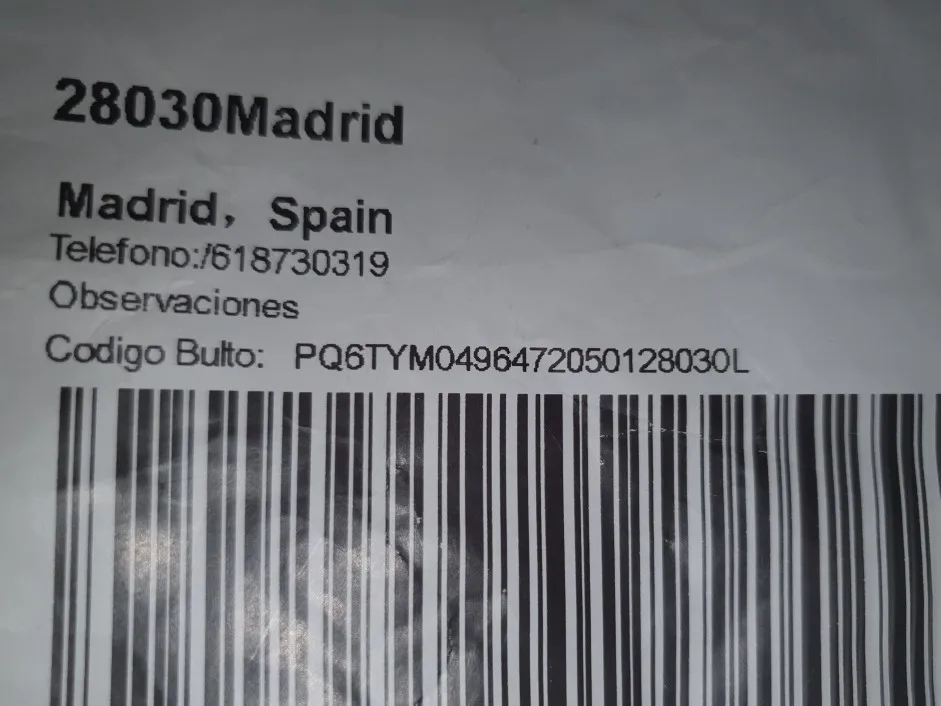 28030Madrid
Madrid, Spain
Telefono:/618730319
Observaciones
Codigo Bulto: PQ6TYM0496472050128030L